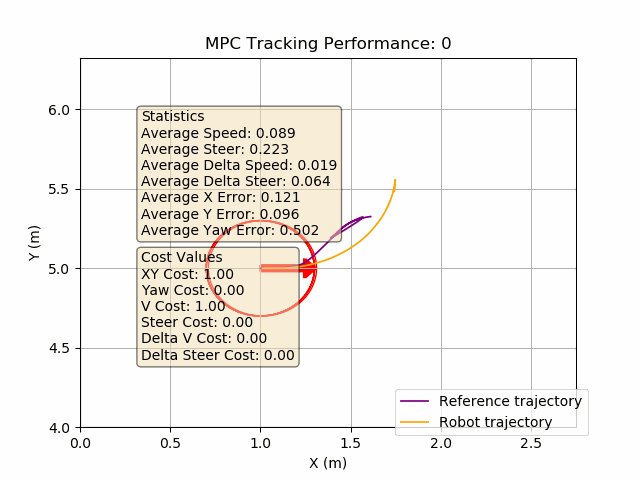 MPC Tracking Performance: 0
Y (m)
6.0
5.5
5.0
4.5
4.0
Statistics
Average Speed: 0.089
Average Steer: 0.223
Average Delta Speed: 0.019
Average Delta Steer: 0.064
Average X Error: 0.121
Average Y Error: 0.096
Average Yaw Error: 0.502
Cost Values
XY Cost: 1.00
Yaw Cost: 0.00
V Cost: 1.00
Steer Cost: 0.00
Delta V Cost: 0.00
Delta Steer Cost: 0.00
Reference trajectory
Robot trajectory
0.0 0.5 1.0 1.5 2.0 2.5
X (m)